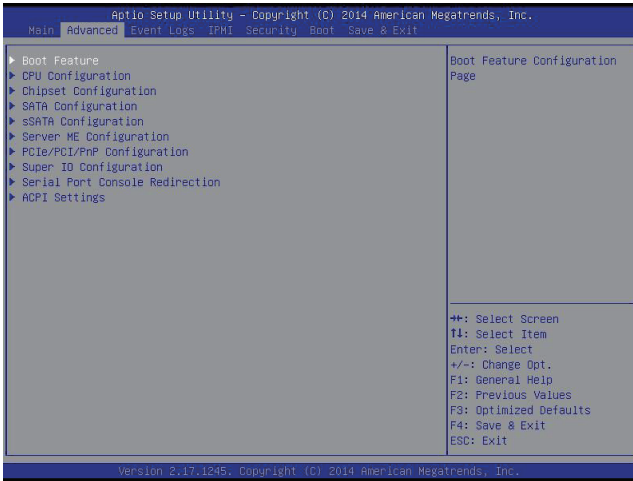 Aptio Setup Utility – Copyright (C) 2014 American Megatrends, Inc.
Main Advanced Event Logs IPMI Security Boot Save & Exit
▶ Boot Feature
▶ CPU Configuration
▶ Chipset Configuration
▶ SATA Configuration
▶ sSATA Configuration
▶ Server ME Configuration
▶ PCIe/PCI/PnP Configuration
▶ Super IO Configuration
▶ Serial Port Console Redirection
▶ ACPI Settings
Boot Feature Configuration
Page
→←: Select Screen
↑↓: Select Item
Enter: Select
+/-: Change Opt.
F1: General Help
F2: Previous Values
F3: Optimized Defaults
F4: Save & Exit
ESC: Exit
Version 2.17.1245. Copyright (C) 2014 American Megatrends, Inc.